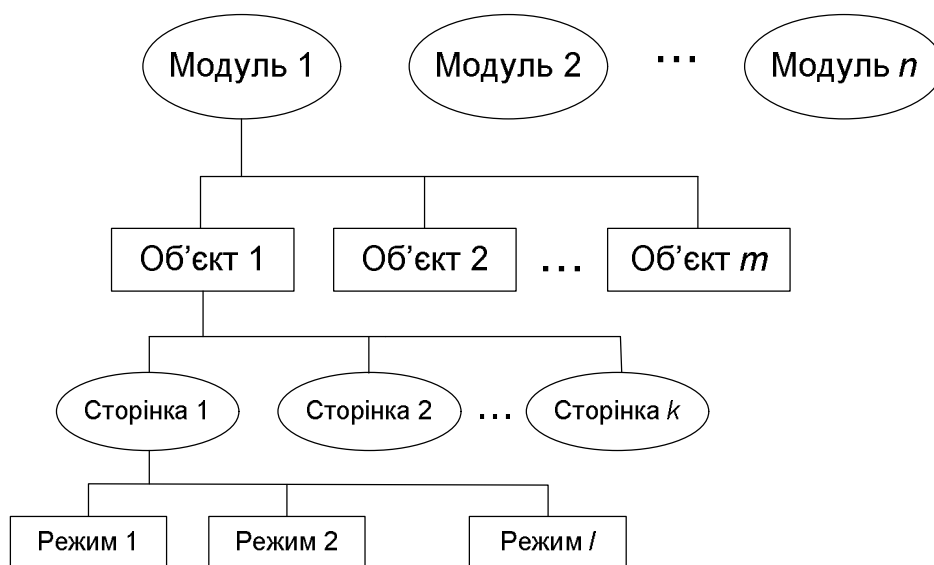 Модуль 1 Модуль 2 ... Модуль n
Об’єкт 1 Об’єкт 2 ... Об’єкт m
Сторінка 1 Сторінка 2 ... Сторінка k
Режим 1 Режим 2 Режим l